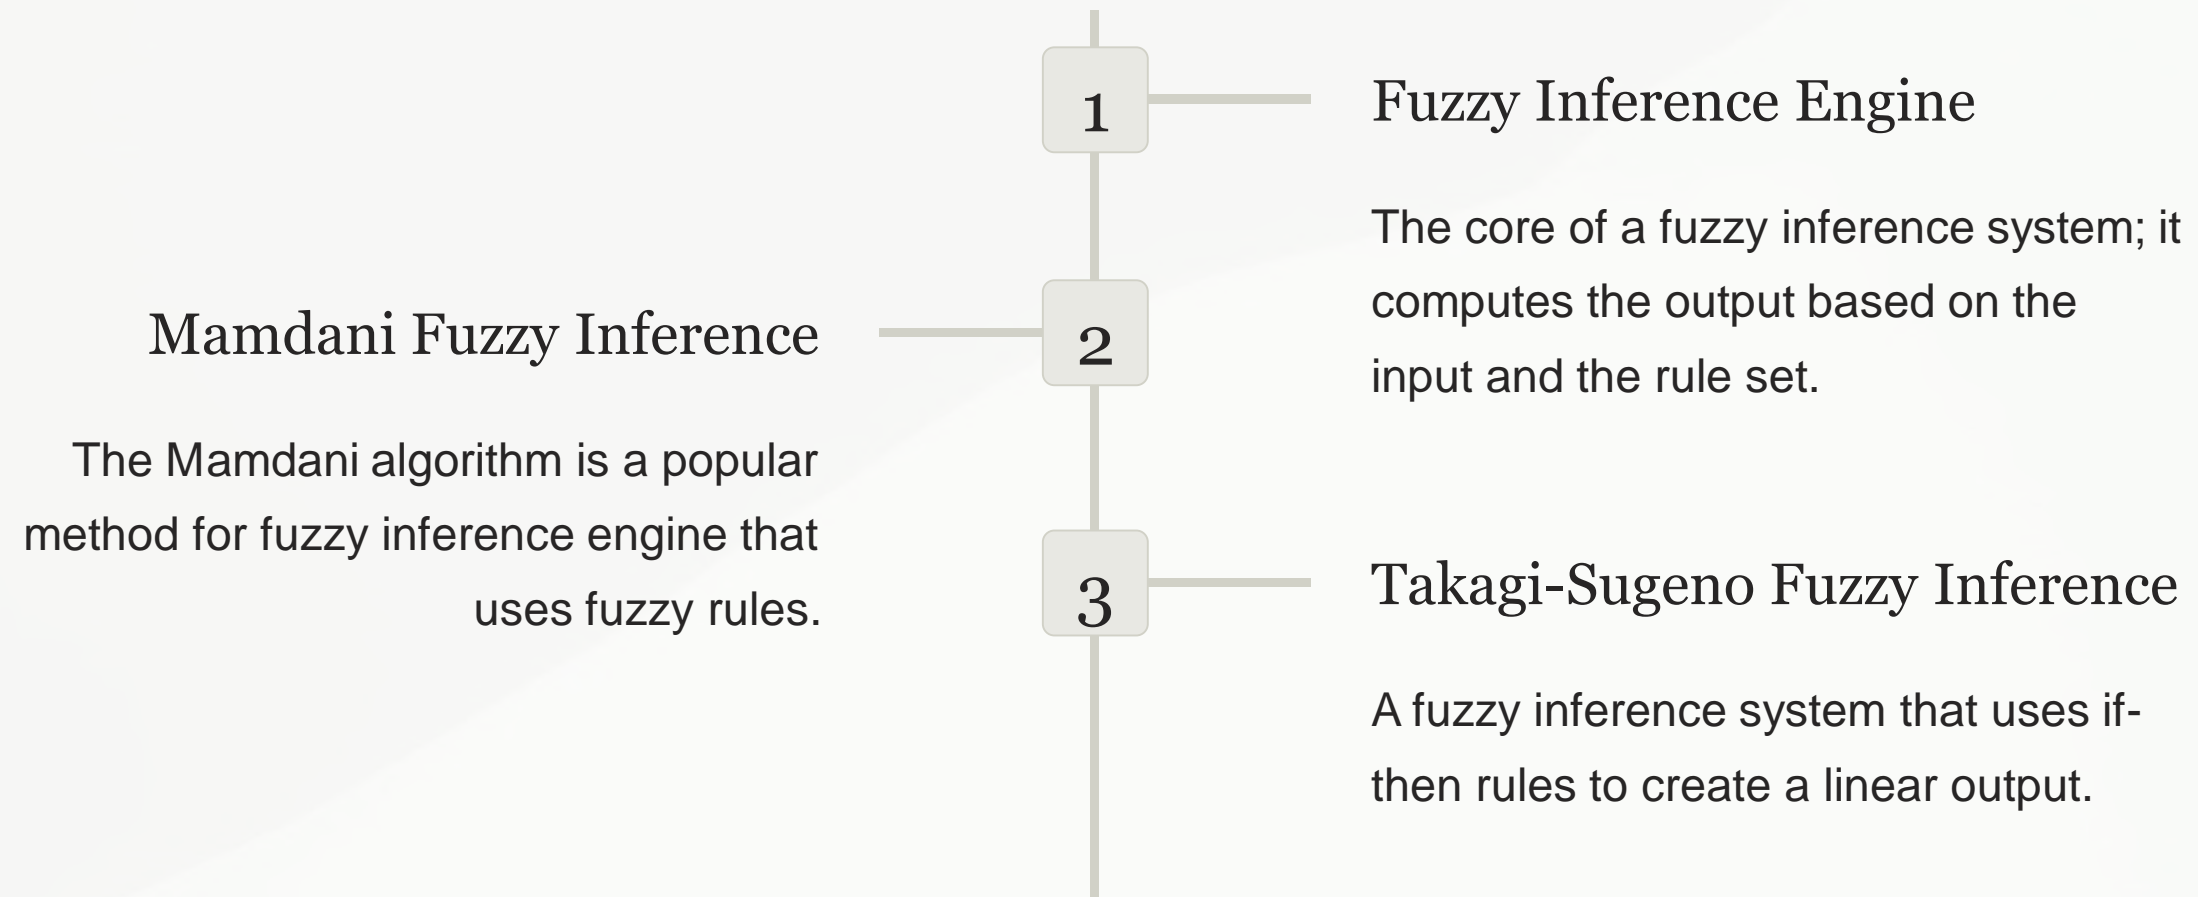 1
Fuzzy Inference Engine
The core of a fuzzy inference system; it
computes the output based on the
input and the rule set.
2
Mamdani Fuzzy Inference
The Mamdani algorithm is a popular
method for fuzzy inference engine that
uses fuzzy rules.
3
Takagi-Sugeno Fuzzy Inference
A fuzzy inference system that uses if-
then rules to create a linear output.